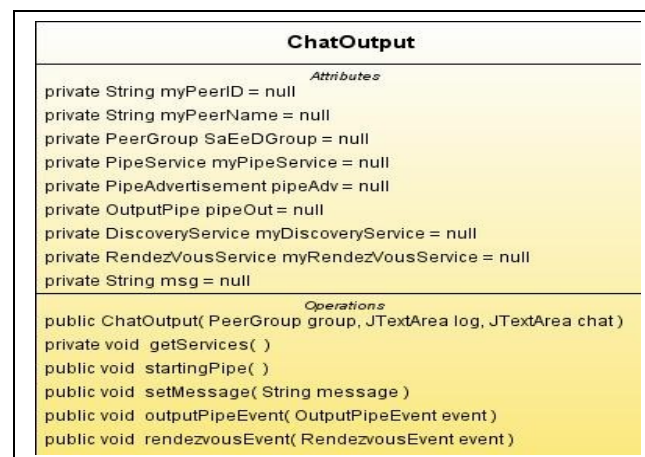 ChatOutput
Attributes
private String myPeerID = null
private String myPeerName = null
private PeerGroup SaEeDGroup = null
private PipeService myPipeService = null
private PipeAdvertisement pipeAdv = null
private OutputPipe pipeOut = null
private DiscoveryService myDiscoveryService = null
private RendezVousService myRendezVousService = null
private String msg = null
Operations
public ChatOutput( PeerGroup group, JTextArea log, JTextArea chat )
private void getServices( )
public void startingPipe( )
public void setMessage( String message )
public void outputPipeEvent( OutputPipeEvent event )
public void rendezvousEvent( RendezvousEvent event )